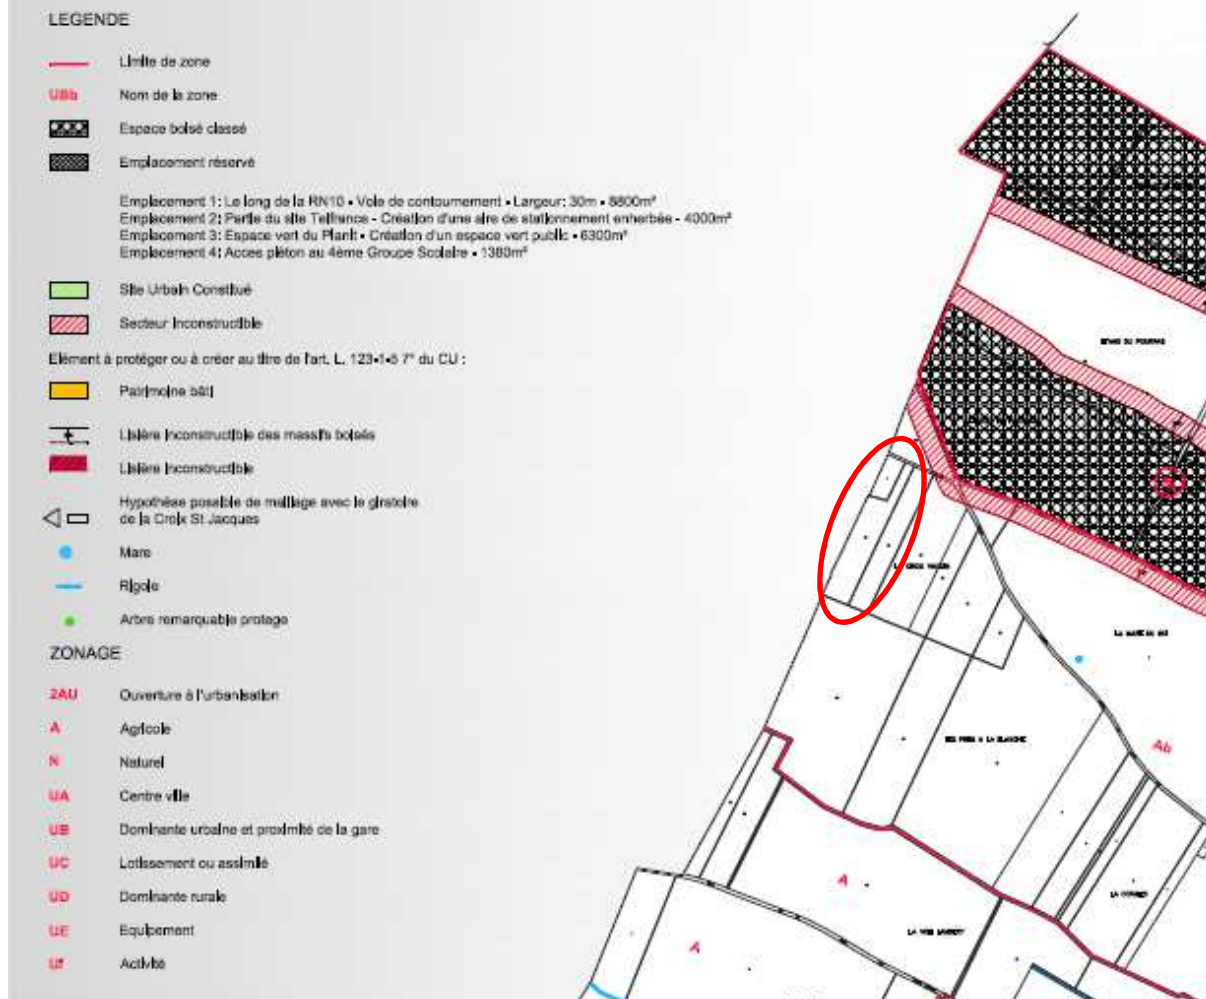 LEGENDE
Limite de zone
UBb
Nom de la zone
Espace boisé classé
Emplacement réservé
Emplacement 1: Le long de la RN10 • Voie de contournement • Largeur: 30m • 8800m²
Emplacement 2: Partie du site Telfrance - Création d'une aire de stationnement enherbée - 4000m²
Emplacement 3: Espace vert du Planit • Création d'un espace vert public • 6300m²
Emplacement 4: Acces piéton au 4ème Groupe Scolaire • 1380m²
Site Urbain Constitué
Secteur Inconstructible
Elément à protéger ou à créer au titre de l'art. L. 123-1-5 7° du CU :
Patrimoine bâti
Lisière Inconstructible des massifs boisés
Lisière Inconstructible
Hypothèse possible de maillage avec le giratoire
de la Croix St Jacques
Mare
Rigole
Arbre remarquable protege
ZONAGE
2AU Ouverture à l'urbanisation
A Agricole
N Naturel
UA Centre ville
UB Dominante urbaine et proximité de la gare
UC Lotissement ou assimilé
UD Dominante rurale
UE Equipement
UI Activité
Ab
A
A